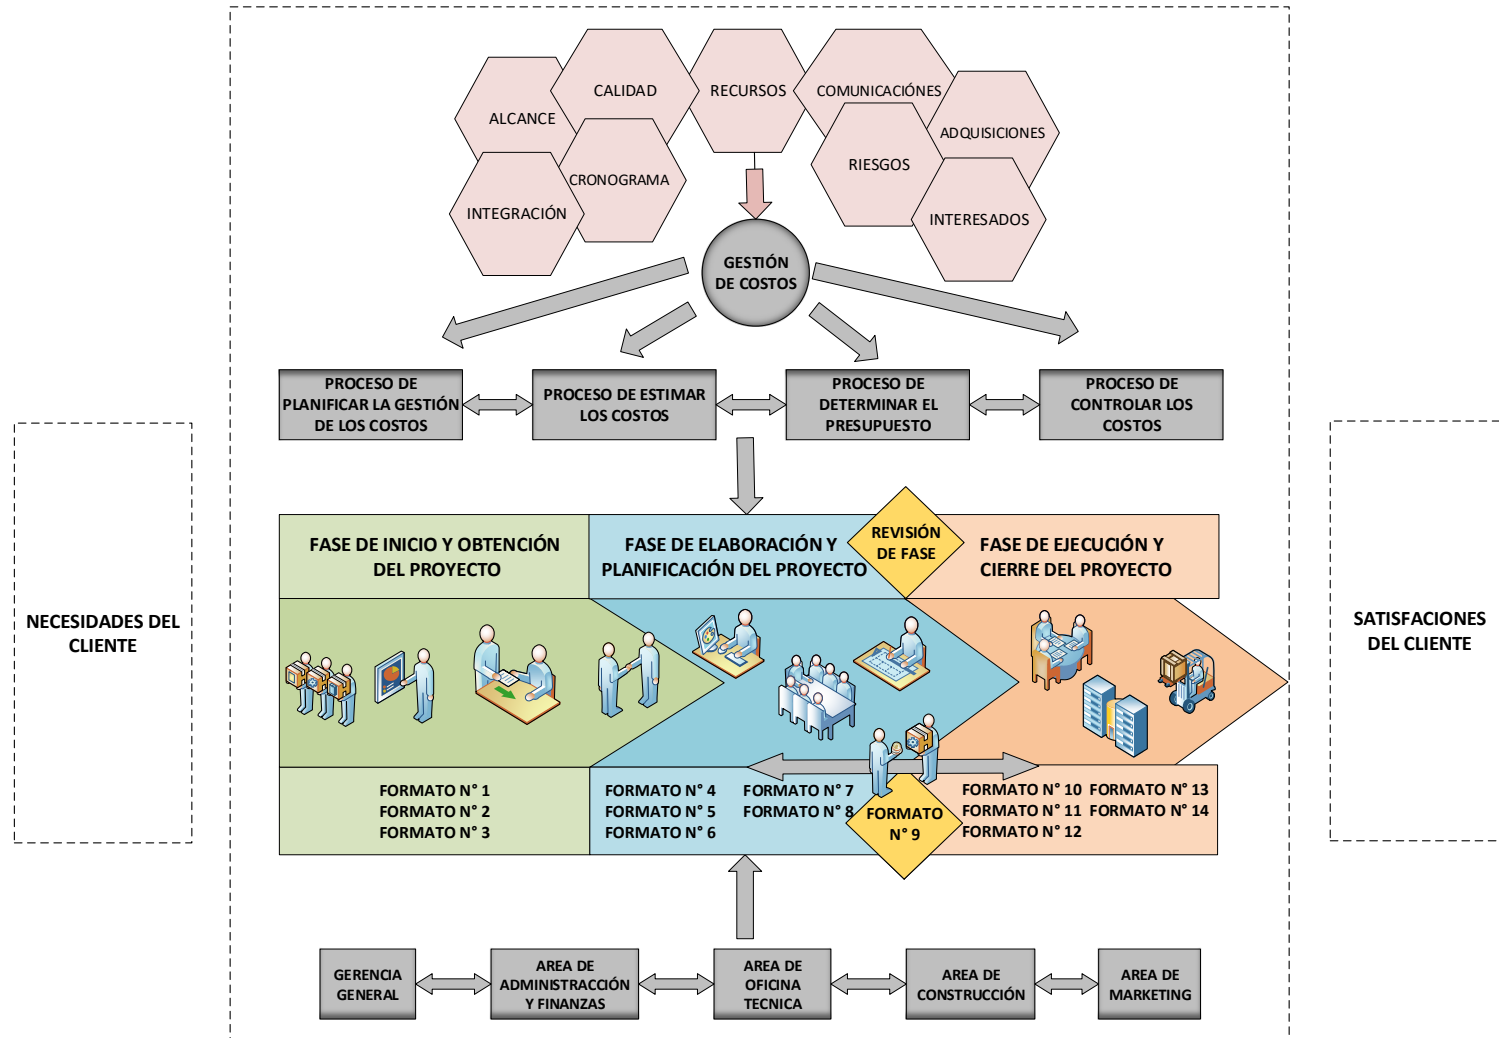 CALIDAD
RECURSOS
COMUNICACIÓNES
ALCANCE
ADQUISICIONES
CRONOGRAMA
RIESGOS
INTEGRACIÓN
INTERESADOS
GESTIÓN
DE COSTOS
PROCESO DE
PLANIFICAR LA GESTIÓN
DE LOS COSTOS
PROCESO DE ESTIMAR
LOS COSTOS
PROCESO DE
DETERMINAR EL
PRESUPUESTO
PROCESO DE
CONTROLAR LOS
COSTOS
NECESIDADES DEL
CLIENTE
FASE DE INICIO Y OBTENCIÓN
DEL PROYECTO
FASE DE ELABORACIÓN Y
PLANIFICACIÓN DEL PROYECTO
REVISIÓN
DE FASE
FASE DE EJECUCIÓN Y
CIERRE DEL PROYECTO
SATISFACIONES
DEL CLIENTE
FORMATO N° 1
FORMATO N° 2
FORMATO N° 3
FORMATO N° 4
FORMATO N° 5
FORMATO N° 6
FORMATO N° 7
FORMATO N° 8
FORMATO
N° 9
FORMATO N° 10
FORMATO N° 11
FORMATO N° 12
FORMATO N° 13
FORMATO N° 14
GERENCIA
GENERAL
AREA DE
ADMINISTRACCIÓN
Y FINANZAS
AREA DE
OFICINA
TECNICA
AREA DE
CONSTRUCCIÓN
AREA DE
MARKETING